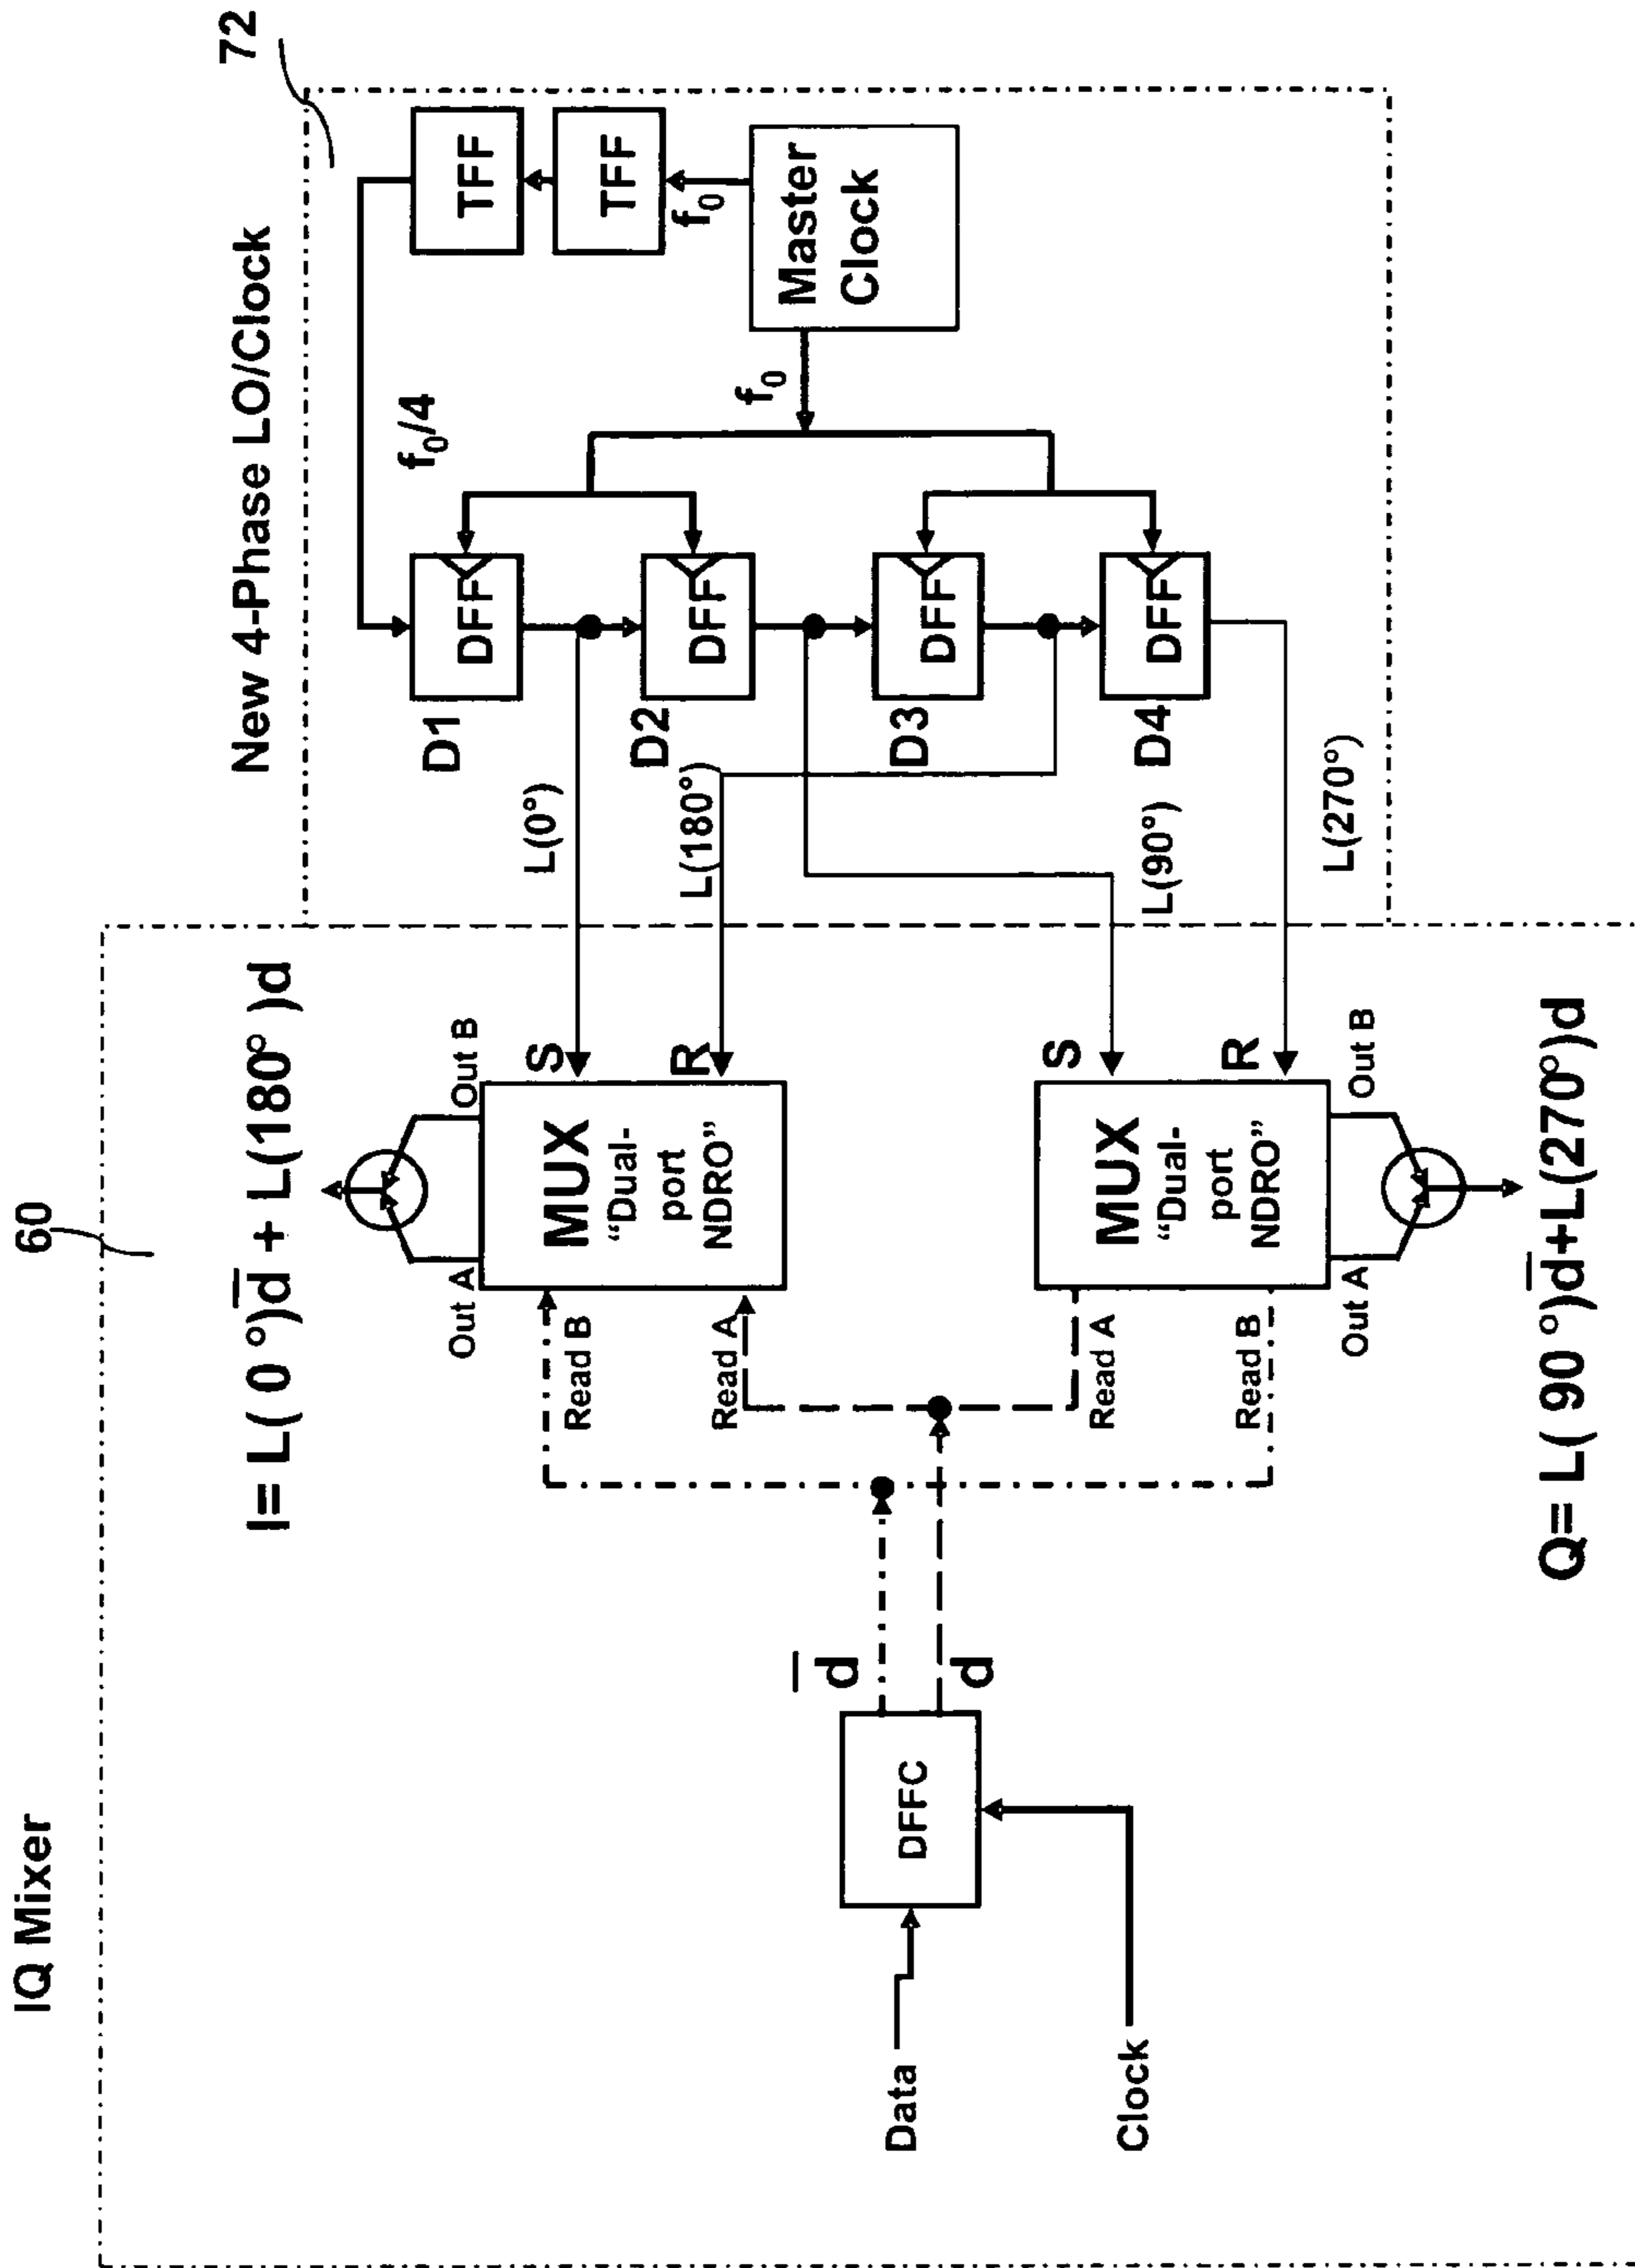 IQ Mixer
60
New 4-Phase LO/Clock
72
I= L( 0 °)d̅ + L(180° )d
Out A
Out B
MUX
“Dual-
port
NDRO”
S
R
Read B
Read A
L(0°)
L(180°)
L(90°)
L(270°)
D1
DFF
D2
DFF
D3
DFF
D4
DFF
f₀/4
f₀
f₀
TFF
TFF
Master
Clock
Data
Clock
DFFC
d̅
d
Read A
Read B
MUX
“Dual-
port
NDRO”
S
R
Out A
Out B
Q= L( 90 °)d̅+L(270°)d